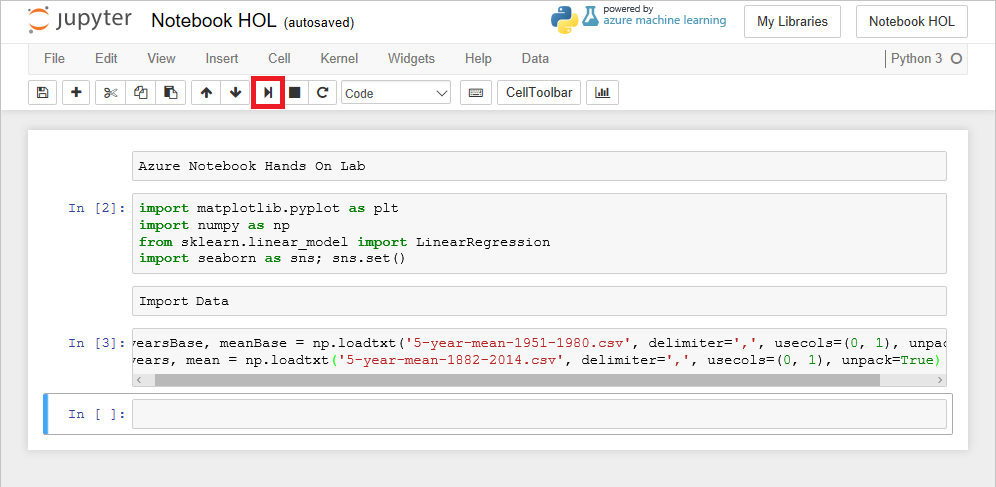 jupyter Notebook HOL (autosaved)
powered by
azure machine learning
My Libraries
Notebook HOL
File Edit View Insert Cell Kernel Widgets Help Data Python 3
Code
CellToolbar
Azure Notebook Hands On Lab
In [2]: import matplotlib.pyplot as plt
import numpy as np
from sklearn.linear_model import LinearRegression
import seaborn as sns; sns.set()
Import Data
In [3]: yearsBase, meanBase = np.loadtxt('5-year-mean-1951-1980.csv', delimiter=',', usecols=(0, 1), unpac
years, mean = np.loadtxt('5-year-mean-1882-2014.csv', delimiter=',', usecols=(0, 1), unpack=True)
In [ ]: